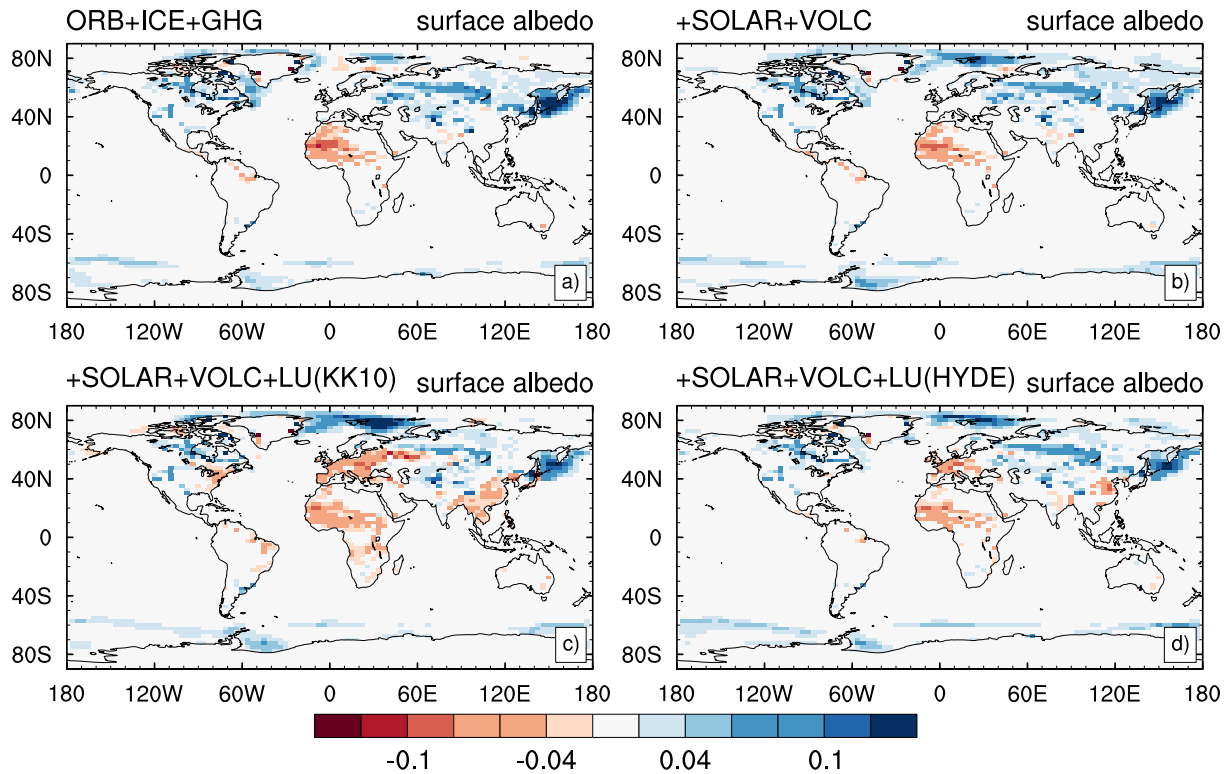 ORB+ICE+GHG surface albedo
+SOLAR+VOLC surface albedo
80N
40N
0
40S
80S
a)
180 120W 60W 0 60E 120E 180
80N
40N
0
40S
80S
b)
180 120W 60W 0 60E 120E 180
+SOLAR+VOLC+LU(KK10) surface albedo
+SOLAR+VOLC+LU(HYDE) surface albedo
80N
40N
0
40S
80S
c)
180 120W 60W 0 60E 120E 180
80N
40N
0
40S
80S
d)
180 120W 60W 0 60E 120E 180
-0.1 -0.04 0.04 0.1